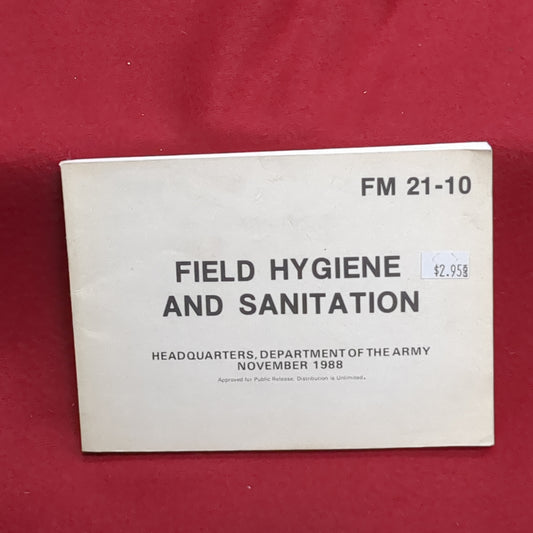 FM 21-10
FIELD HYGIENE
AND SANITATION
$2.95
HEADQUARTERS, DEPARTMENT OF THE ARMY
NOVEMBER 1988
Approved for Public Release; Distribution is Unlimited.